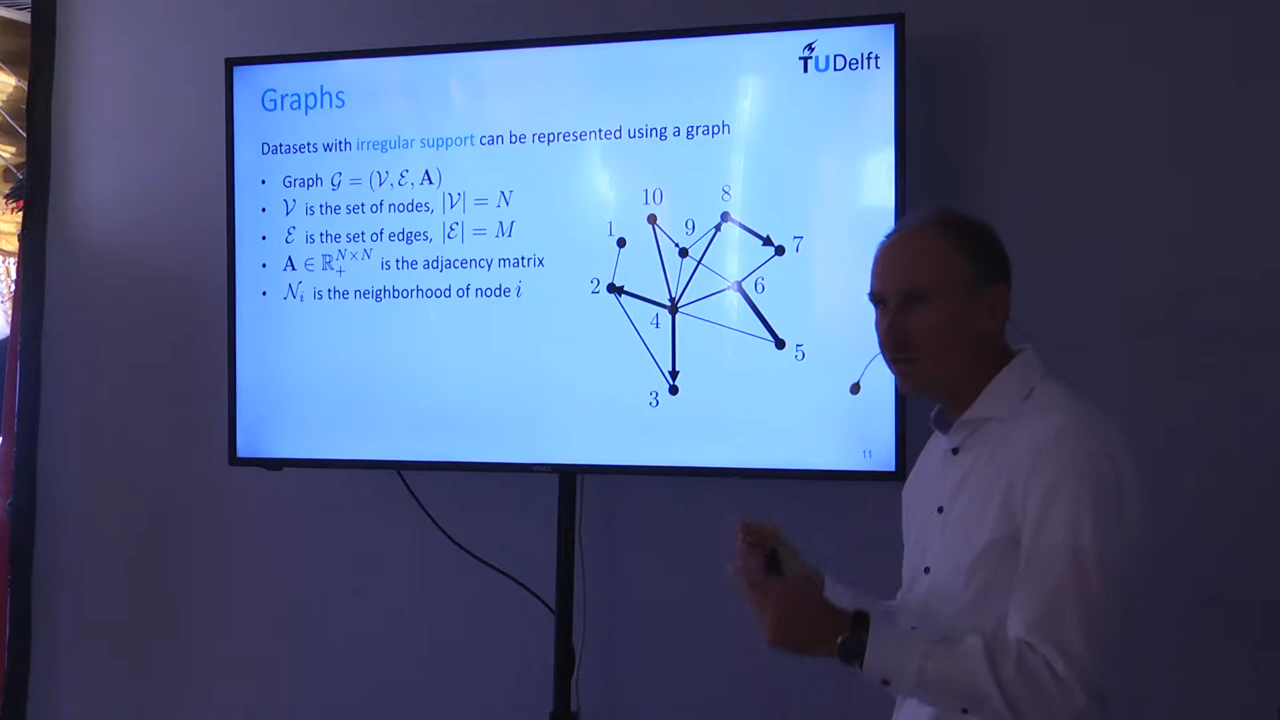 TUDelft
Graphs
Datasets with irregular support can be represented using a graph
• Graph 𝒢 = (𝒱, ℰ, A)
• 𝒱 is the set of nodes, |𝒱| = N
• ℰ is the set of edges, |ℰ| = M
• A ∈ ℝ₊ᴺˣᴺ is the adjacency matrix
• 𝒩ᵢ is the neighborhood of node i
10
8
1
9
7
2
6
4
5
3
11